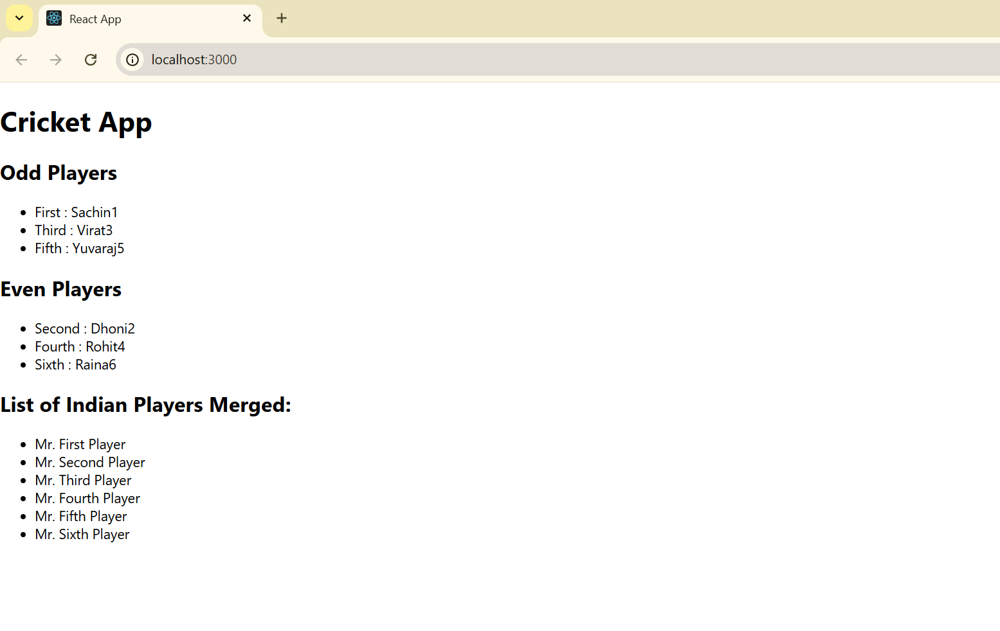 React App
localhost:3000
Cricket App
Odd Players
First : Sachin1
Third : Virat3
Fifth : Yuvaraj5
Even Players
Second : Dhoni2
Fourth : Rohit4
Sixth : Raina6
List of Indian Players Merged:
Mr. First Player
Mr. Second Player
Mr. Third Player
Mr. Fourth Player
Mr. Fifth Player
Mr. Sixth Player